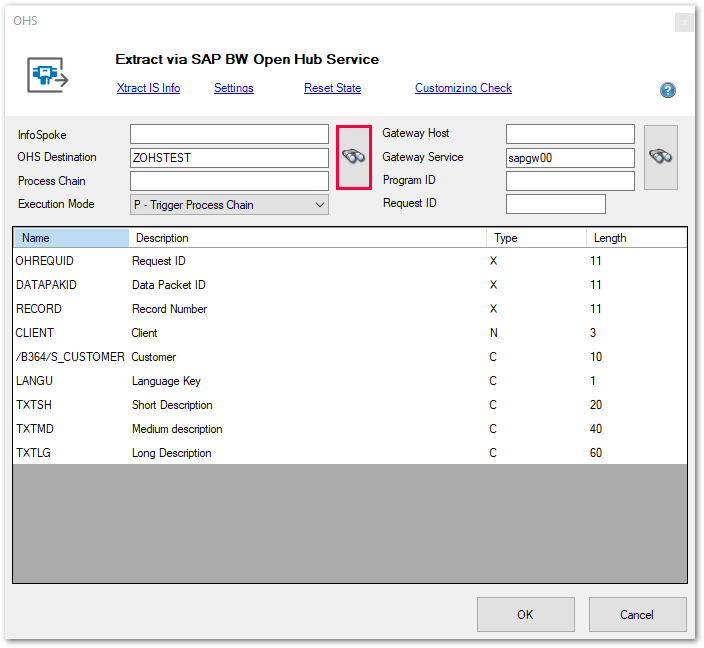 OHS
Extract via SAP BW Open Hub Service
Xtract IS Info Settings Reset State Customizing Check
?
InfoSpoke Gateway Host
OHS Destination ZOHSTEST Gateway Service sapgw00
Process Chain Program ID
Execution Mode P - Trigger Process Chain Request ID
Name Description Type Length
OHREQUID Request ID X 11
DATAPAKID Data Packet ID X 11
RECORD Record Number X 11
CLIENT Client N 3
/B364/S_CUSTOMER Customer C 10
LANGU Language Key C 1
TXTSH Short Description C 20
TXTMD Medium description C 40
TXTLG Long Description C 60
OK Cancel